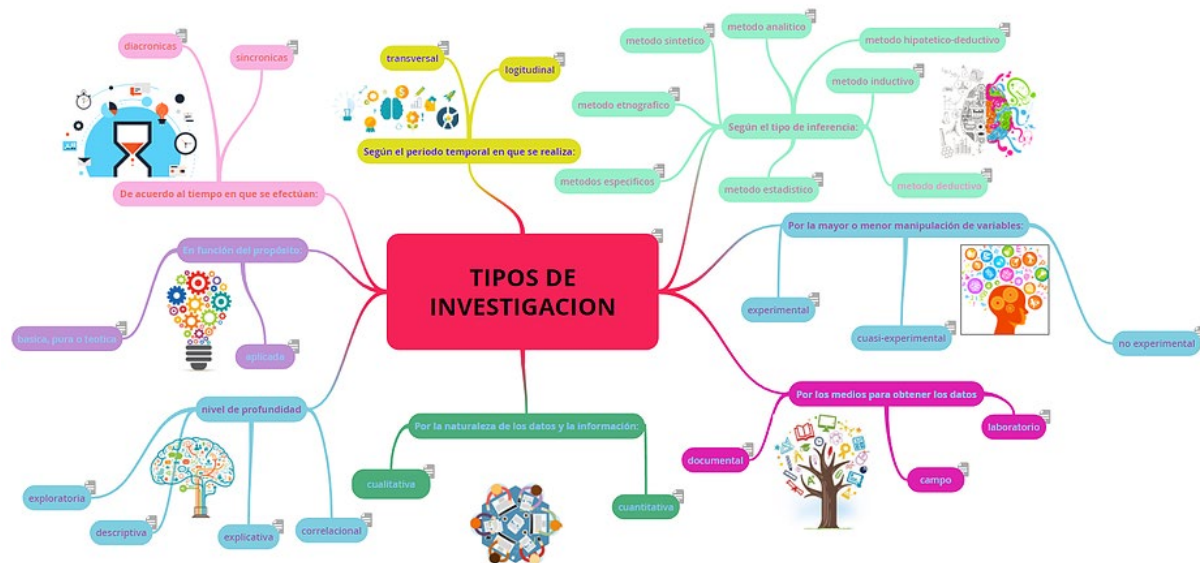 TIPOS DE
INVESTIGACION
De acuerdo al tiempo en que se efectúan:
diacronicas
sincronicas
Según el periodo temporal en que se realiza:
transversal
logitudinal
Según el tipo de inferencia:
metodo sintetico
metodo analitico
metodo hipotetico-deductivo
metodo inductivo
metodo etnografico
metodos especificos
metodo estadistico
metodo deductivo
Por la mayor o menor manipulación de variables:
experimental
cuasi-experimental
no experimental
Por los medios para obtener los datos
laboratorio
documental
campo
Por la naturaleza de los datos y la información:
cualitativa
cuantitativa
nivel de profundidad
exploratoria
descriptiva
explicativa
correlacional
En función del propósito:
basica, pura o teotica
aplicada